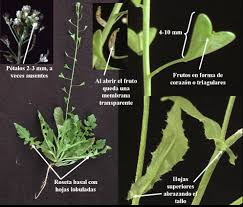 Pétalos 2-3 mm, a
veces ausentes
Al abrir el fruto
queda una
membrana
transparente
4-10 mm
Frutos en forma de
corazón o triagulares
Roseta basal con
hojas lobuladas
Hojas
superiores
abrazando el
tallo